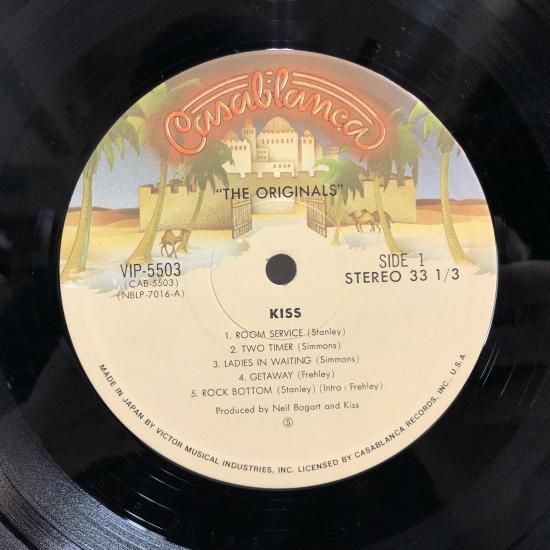 Casablanca
"THE ORIGINALS"
VIP-5503
(CAB-5503)
(NBLP-7016-A)
SIDE 1
STEREO 33 1/3
KISS
1. ROOM SERVICE (Stanley)
2. TWO TIMER (Simmons)
3. LADIES IN WAITING (Simmons)
4. GETAWAY (Frehley)
5. ROCK BOTTOM (Stanley) (Intro : Frehley)
Produced by Neil Bogart and Kiss
⑤
MADE IN JAPAN BY VICTOR MUSICAL INDUSTRIES, INC. LICENSED BY CASABLANCA RECORDS, INC., U.S.A.